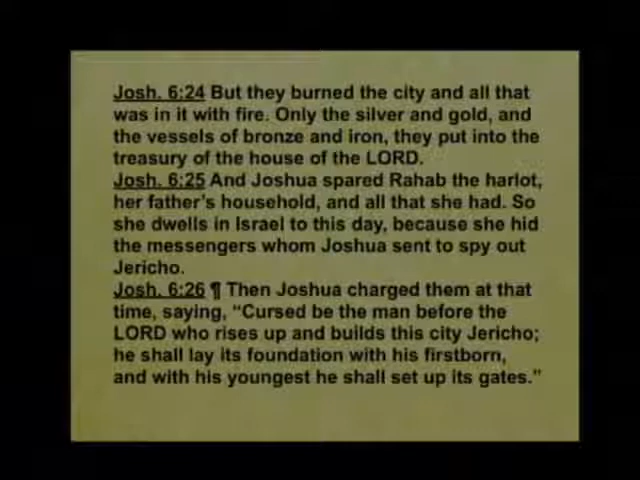 Josh. 6:24 But they burned the city and all that
was in it with fire. Only the silver and gold, and
the vessels of bronze and iron, they put into the
treasury of the house of the LORD.
Josh. 6:25 And Joshua spared Rahab the harlot,
her father’s household, and all that she had. So
she dwells in Israel to this day, because she hid
the messengers whom Joshua sent to spy out
Jericho.
Josh. 6:26 ¶ Then Joshua charged them at that
time, saying, “Cursed be the man before the
LORD who rises up and builds this city Jericho;
he shall lay its foundation with his firstborn,
and with his youngest he shall set up its gates.”